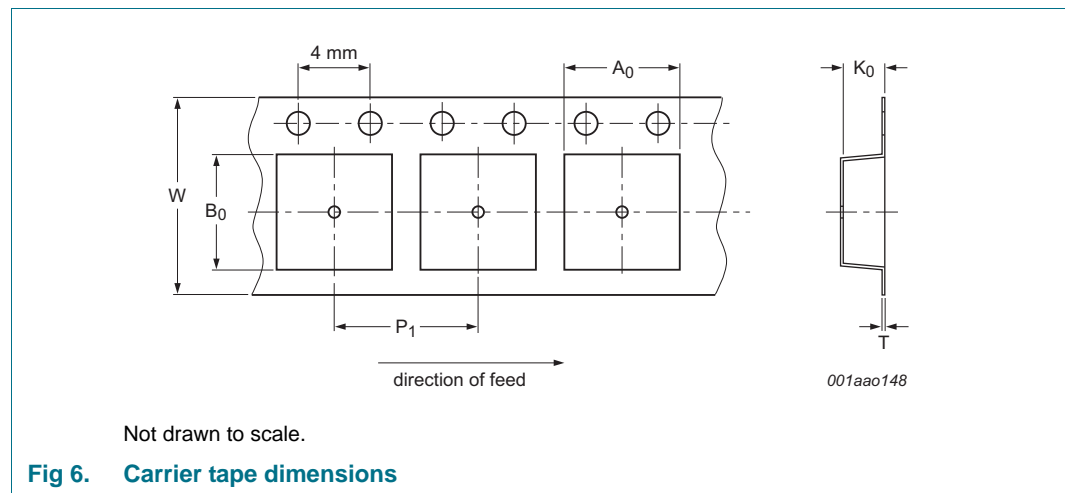 4 mm
A0
K0
W
B0
P1
T
direction of feed
001aao148
Not drawn to scale.
Fig 6. Carrier tape dimensions